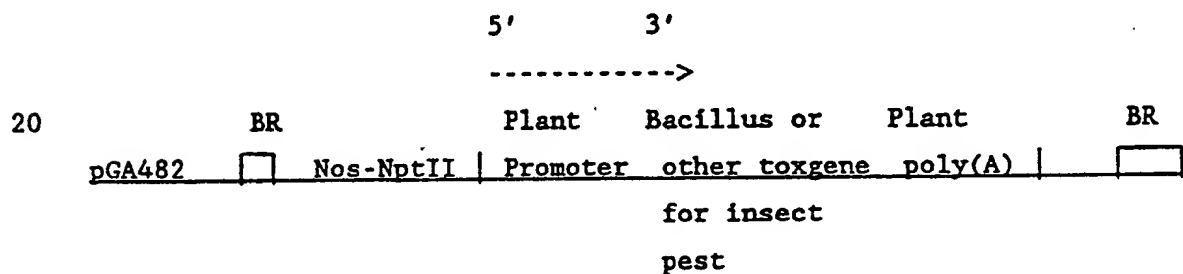 5' 3'
------------>
20 BR Plant Bacillus or Plant BR
pGA482 Nos-NptII Promoter other toxgene poly(A)
for insect
pest